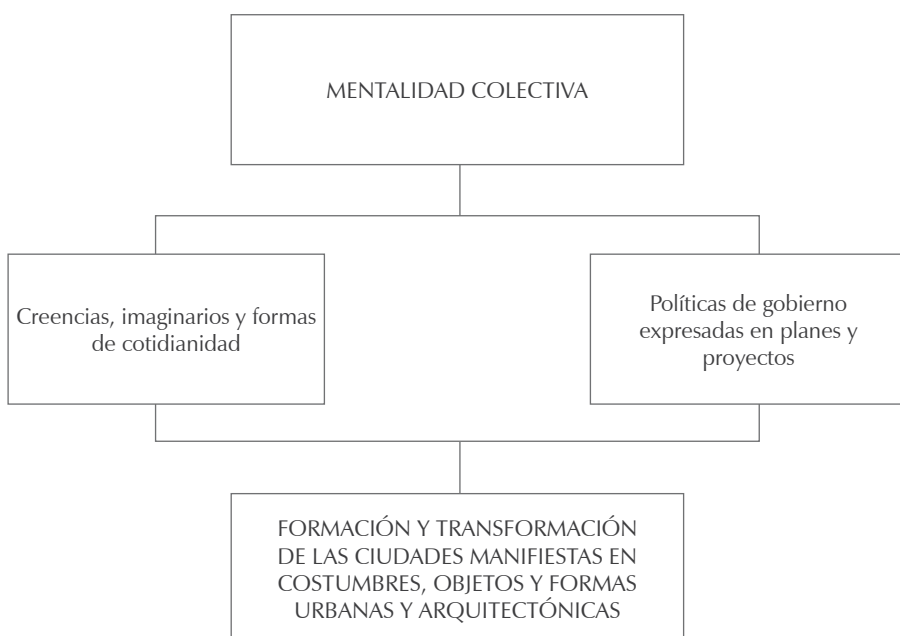 MENTALIDAD COLECTIVA
Creencias, imaginarios y formas
de cotidianidad
Políticas de gobierno
expresadas en planes y
proyectos
FORMACIÓN Y TRANSFORMACIÓN
DE LAS CIUDADES MANIFIESTAS EN
COSTUMBRES, OBJETOS Y FORMAS
URBANAS Y ARQUITECTÓNICAS